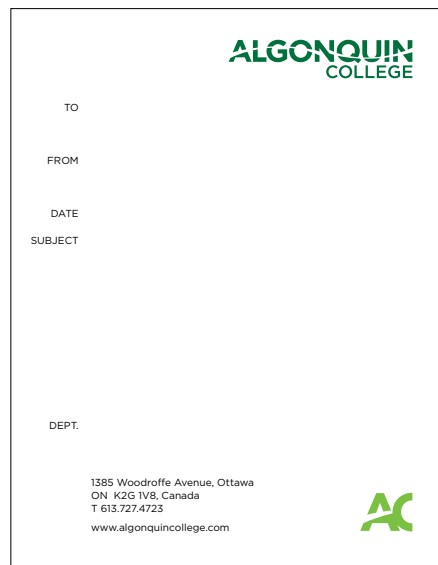 ALGONQUIN
COLLEGE
TO
FROM
DATE
SUBJECT
DEPT.
1385 Woodroffe Avenue, Ottawa
ON  K2G 1V8, Canada
T 613.727.4723
www.algonquincollege.com
AC